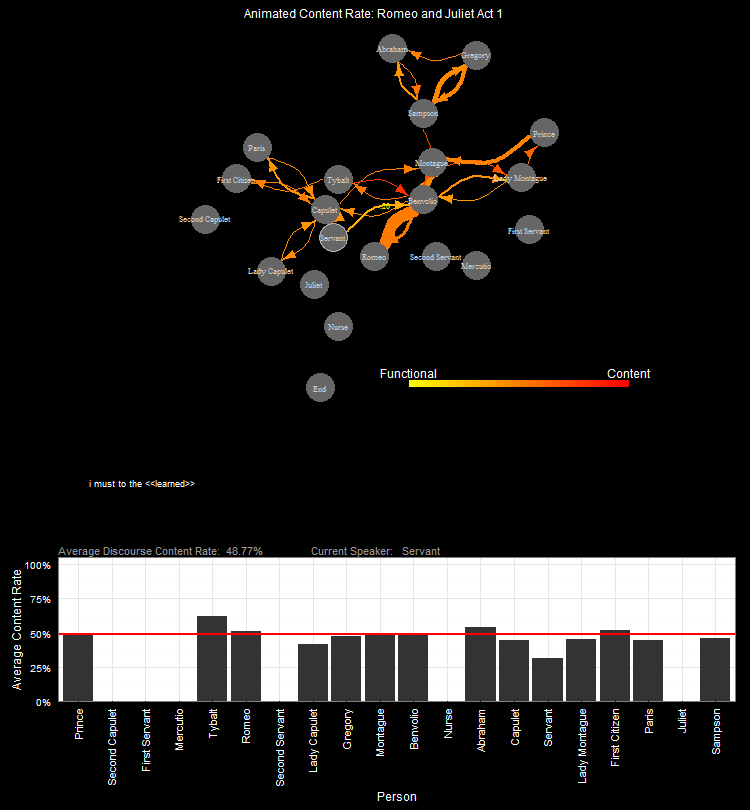 Animated Content Rate: Romeo and Juliet Act 1
Abraham
Gregory
Sampson
Prince
Paris
Montague
First Citizen
Tybalt
Lady Montague
Second Capulet
Capulet
Benvolio
.10
First Servant
Servant
Romeo
Second Servant
Mercutio
Lady Capulet
Juliet
Nurse
Functional Content
End
i must to the <<learned>>
Average Discourse Content Rate: 48.77% Current Speaker: Servant
Average Content Rate
100%
75%
50%
25%
0%
Prince
Second Capulet
First Servant
Mercutio
Tybalt
Romeo
Second Servant
Lady Capulet
Gregory
Montague
Benvolio
Nurse
Abraham
Capulet
Servant
Lady Montague
First Citizen
Paris
Juliet
Sampson
Person